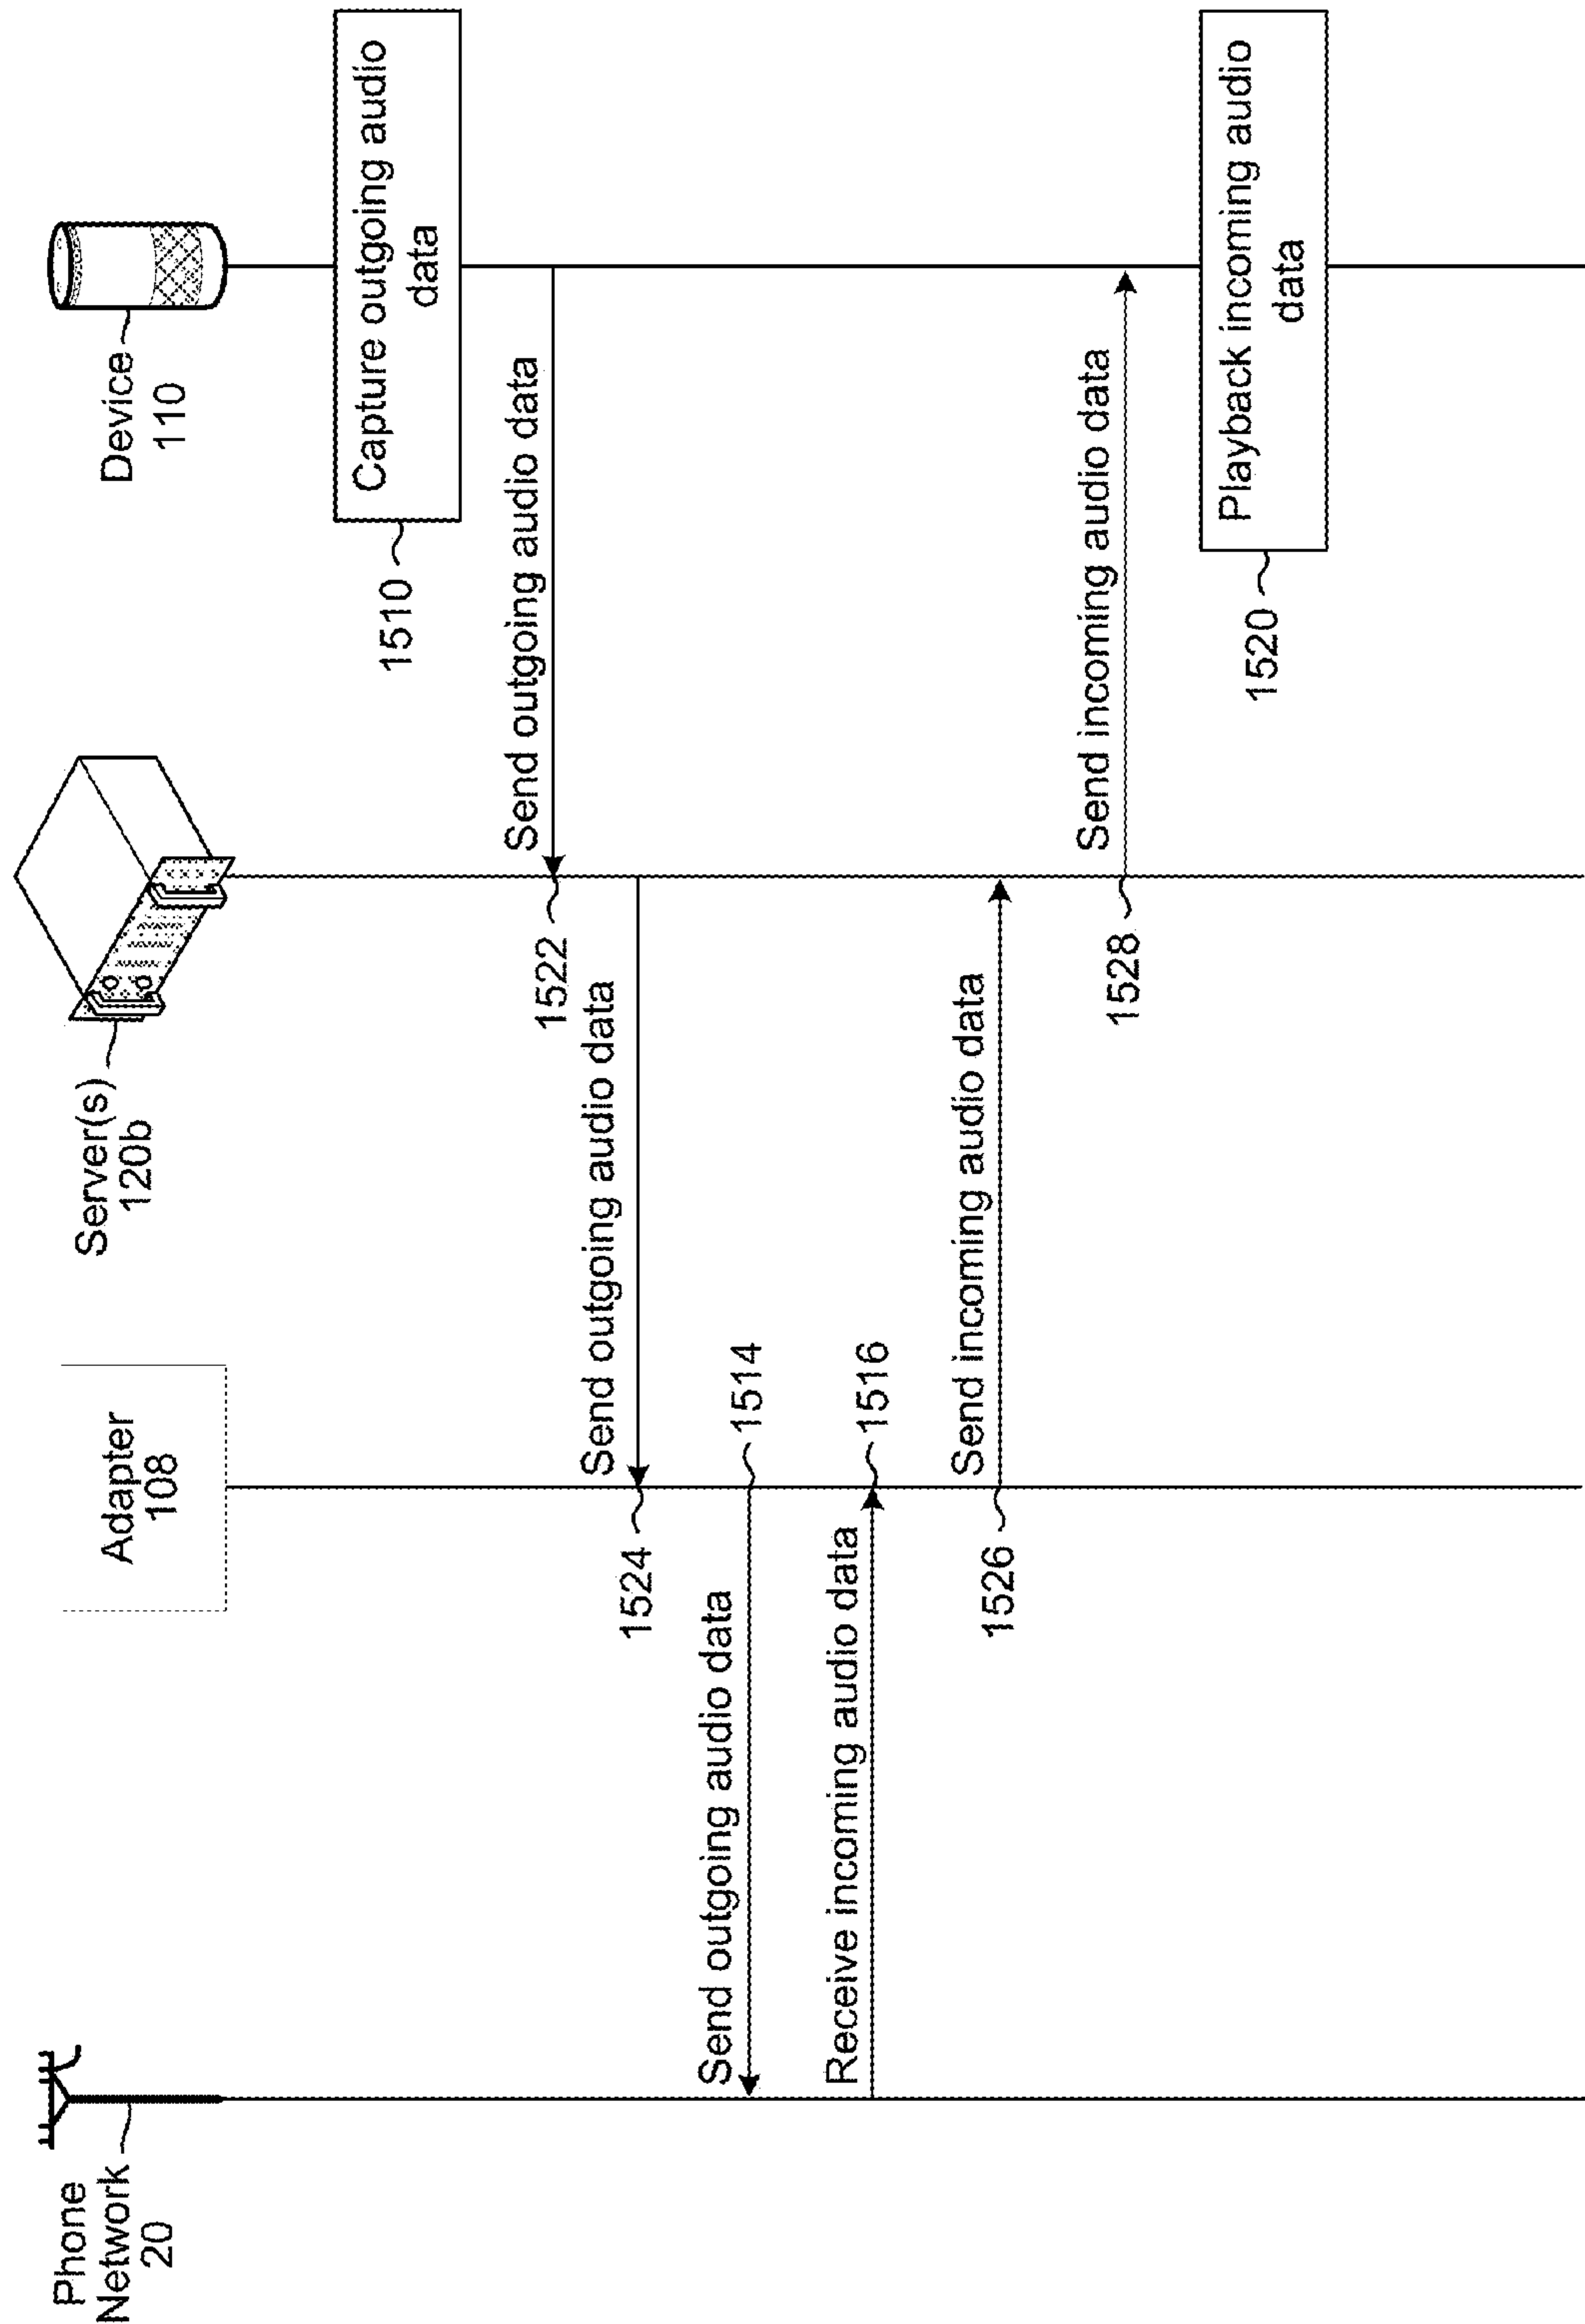 Phone
Network
20
Adapter
108
Server(s)
120b
Device
110
Capture outgoing audio
data
1510
Send outgoing audio data
1522
Send outgoing audio data
1524
Send outgoing audio data
1514
Receive incoming audio data
1516
Send incoming audio data
1526
Send incoming audio data
1528
Playback incoming audio
data
1520